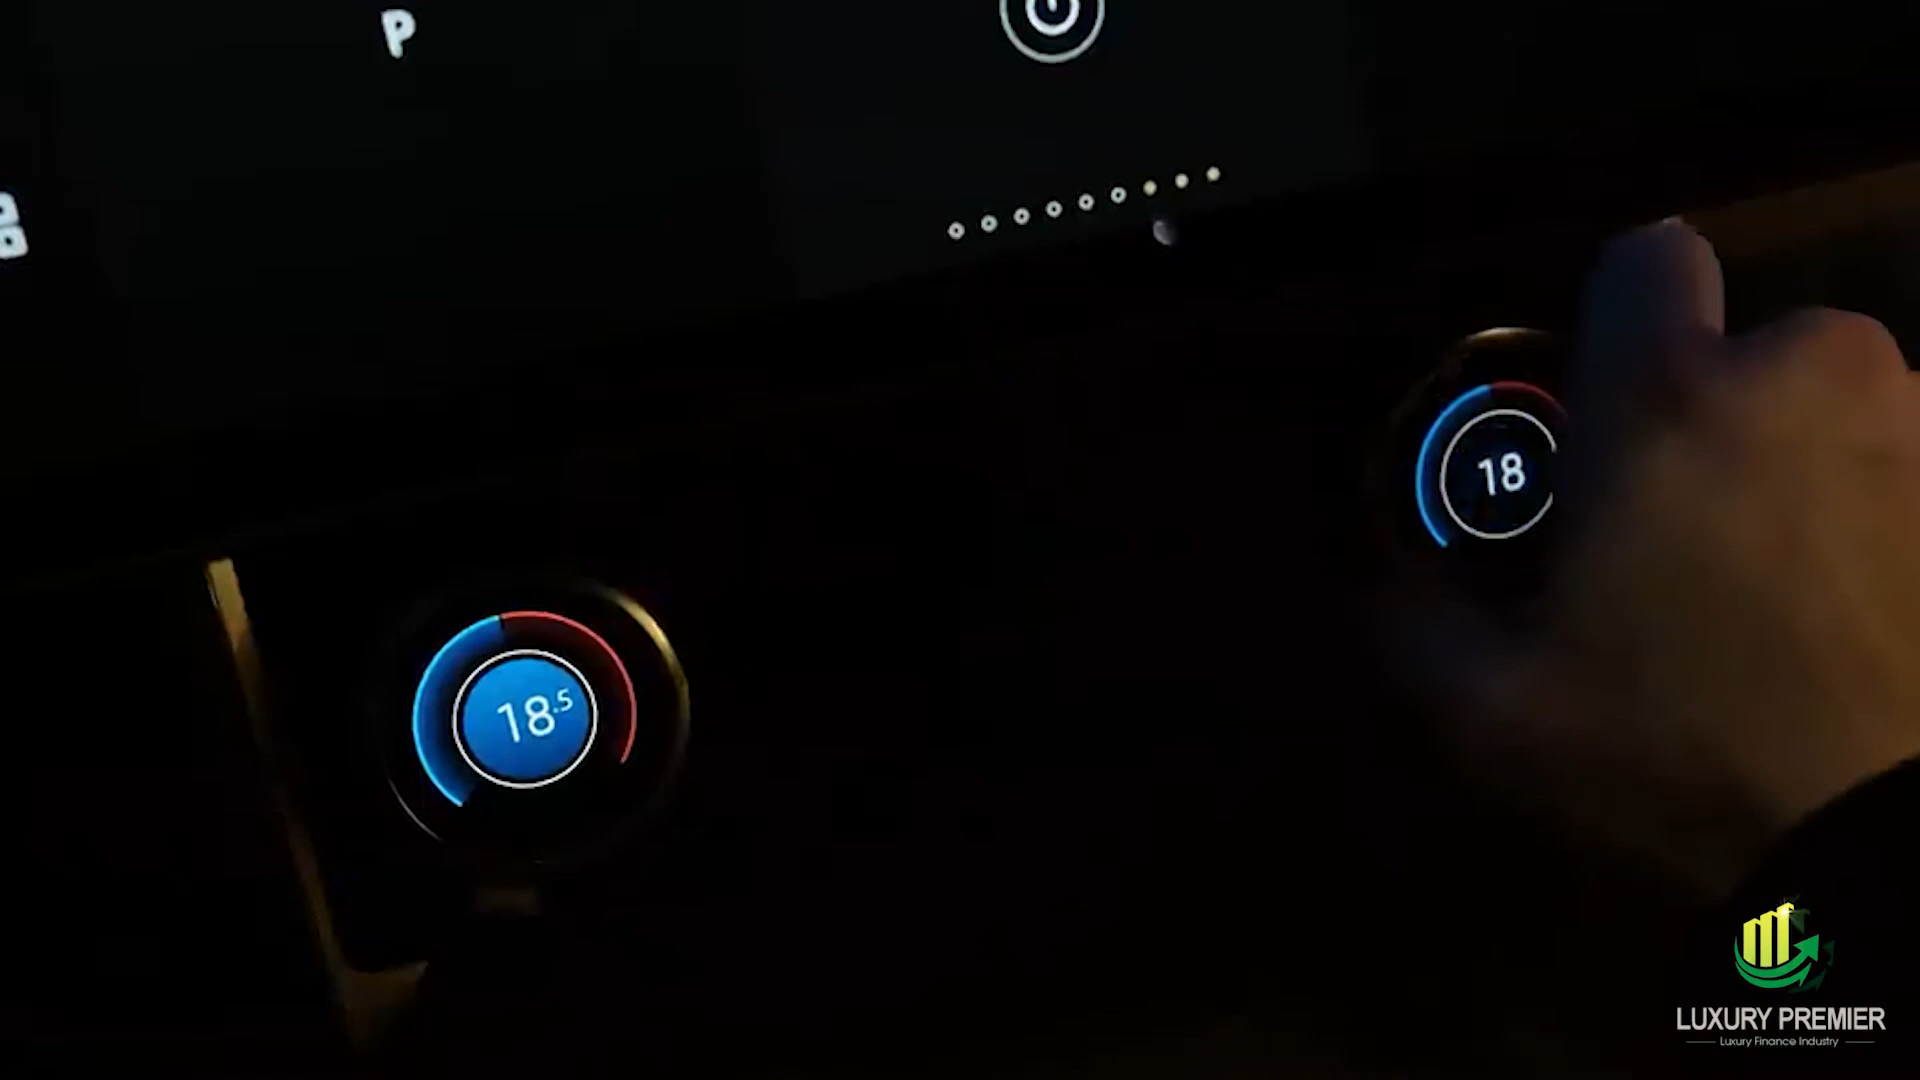 P
18
18.5
LUXURY PREMIER
Luxury Finance Industry